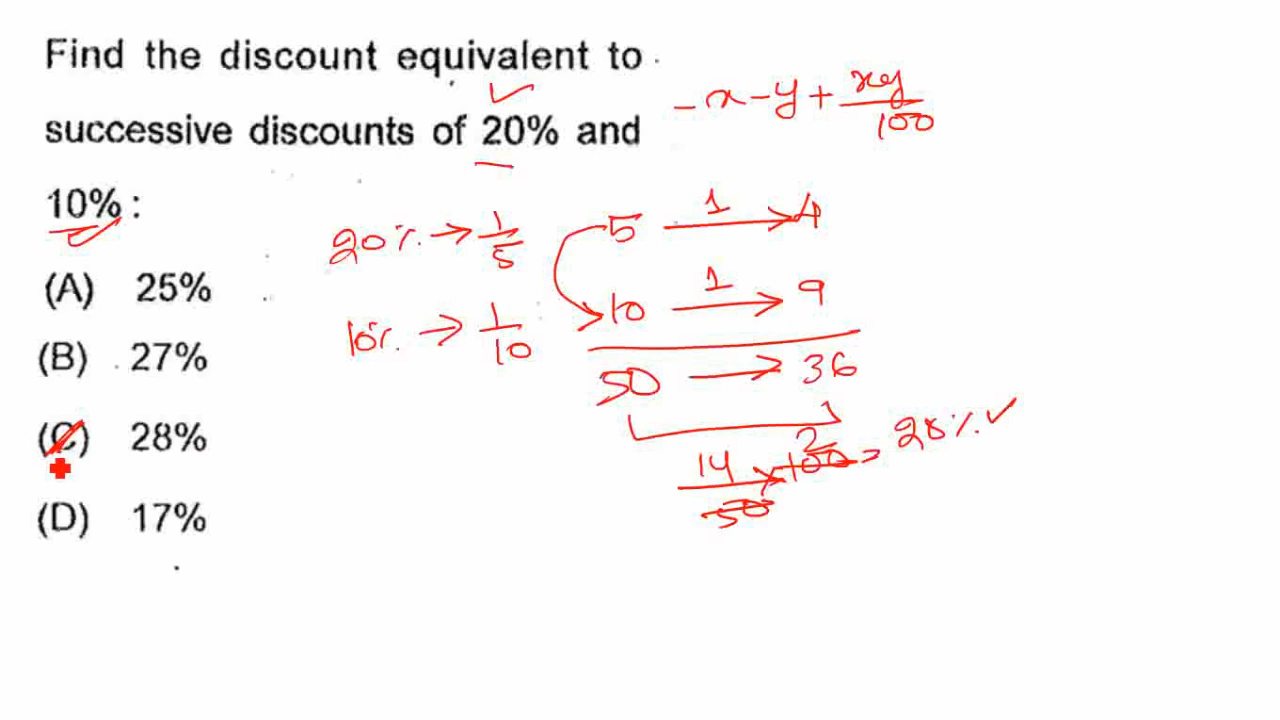 Find the discount equivalent to
successive discounts of 20% and
10% :
(A) 25%
(B) 27%
(C) 28%
(D) 17%
-x-y+xy/100
20% → 1/5
10% → 1/10
5 1→ 4
10 1→ 9
50 → 36
14/50 × 100 2 = 28% ✓